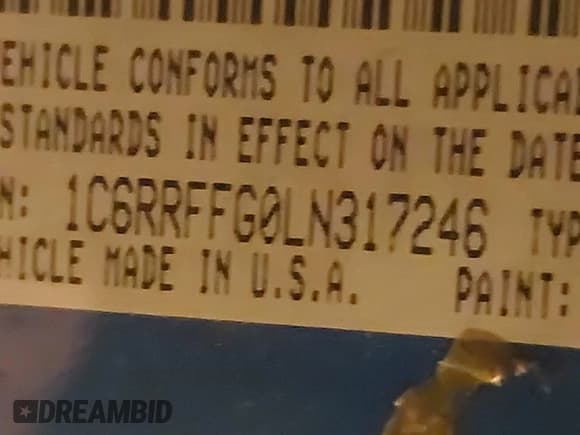 EHICLE CONFORMS TO ALL APPLICA
STANDARDS IN EFFECT ON THE DATE
N: 1C6RRFFG0LN317246 TYP
HICLE MADE IN U.S.A. PAINT:
DREAMBID